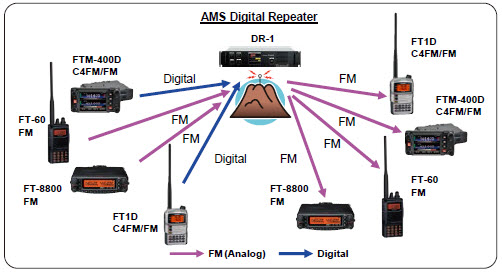 AMS Digital Repeater
DR-1
FTM-400D
C4FM/FM
FT-60
FM
FT-8800
FM
FT1D
C4FM/FM
Digital
FM
FM
Digital
FM
FM
FM
FM
FT1D
C4FM/FM
FTM-400D
C4FM/FM
FT-60
FM
FT-8800
FM
FM(Analog)
Digital